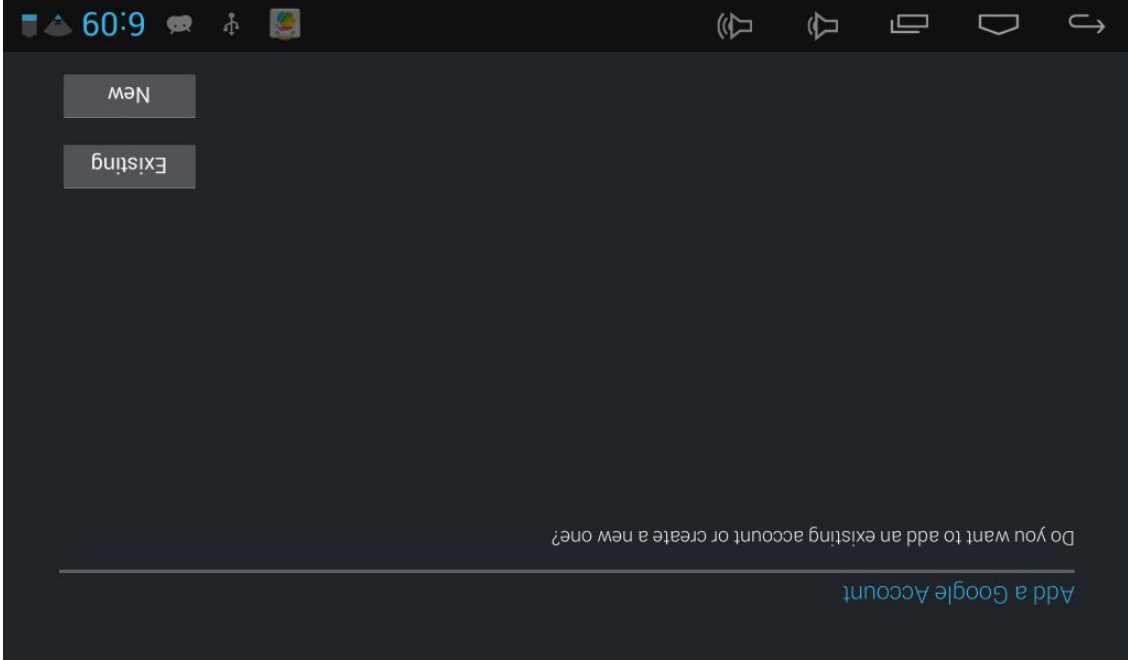 Add a Google Account
Do you want to add an existing account or create a new one?
Existing
New
6:09